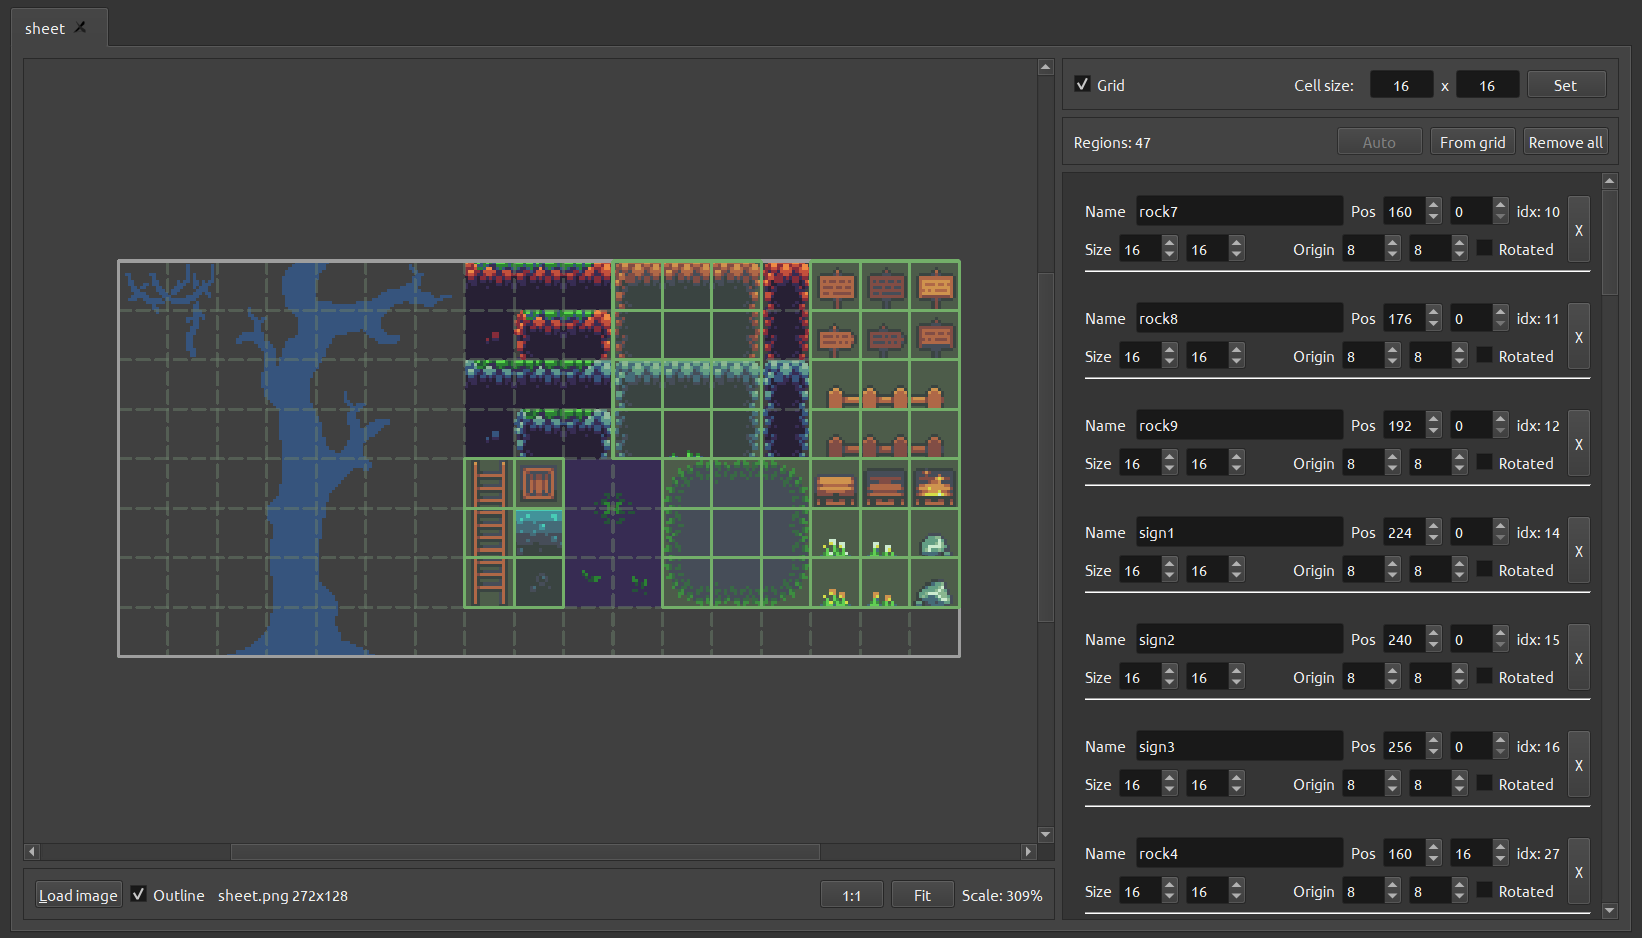 sheet
Grid Cell size: 16 x 16 Set
Regions: 47 Auto From grid Remove all
Name rock7 Pos 160 0 idx: 10 X
Size 16 16 Origin 8 8 Rotated
Name rock8 Pos 176 0 idx: 11 X
Size 16 16 Origin 8 8 Rotated
Name rock9 Pos 192 0 idx: 12 X
Size 16 16 Origin 8 8 Rotated
Name sign1 Pos 224 0 idx: 14 X
Size 16 16 Origin 8 8 Rotated
Name sign2 Pos 240 0 idx: 15 X
Size 16 16 Origin 8 8 Rotated
Name sign3 Pos 256 0 idx: 16 X
Size 16 16 Origin 8 8 Rotated
Name rock4 Pos 160 16 idx: 27 X
Size 16 16 Origin 8 8 Rotated
Load image Outline sheet.png 272x128 1:1 Fit Scale: 309%